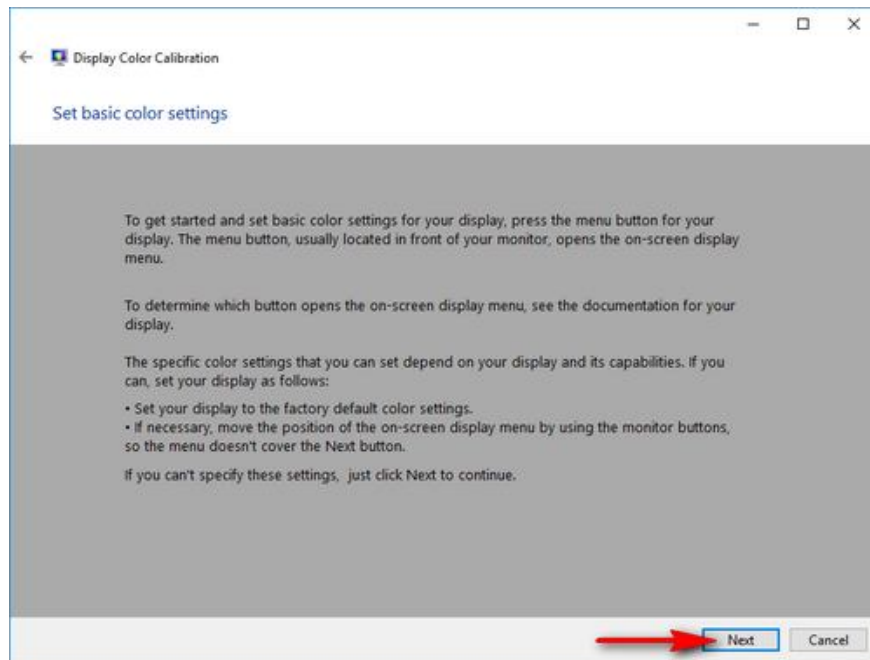 Display Color Calibration
Set basic color settings
To get started and set basic color settings for your display, press the menu button for your
display. The menu button, usually located in front of your monitor, opens the on-screen display
menu.
To determine which button opens the on-screen display menu, see the documentation for your
display.
The specific color settings that you can set depend on your display and its capabilities. If you
can, set your display as follows:
• Set your display to the factory default color settings.
• If necessary, move the position of the on-screen display menu by using the monitor buttons,
so the menu doesn't cover the Next button.
If you can't specify these settings,  just click Next to continue.
Next Cancel